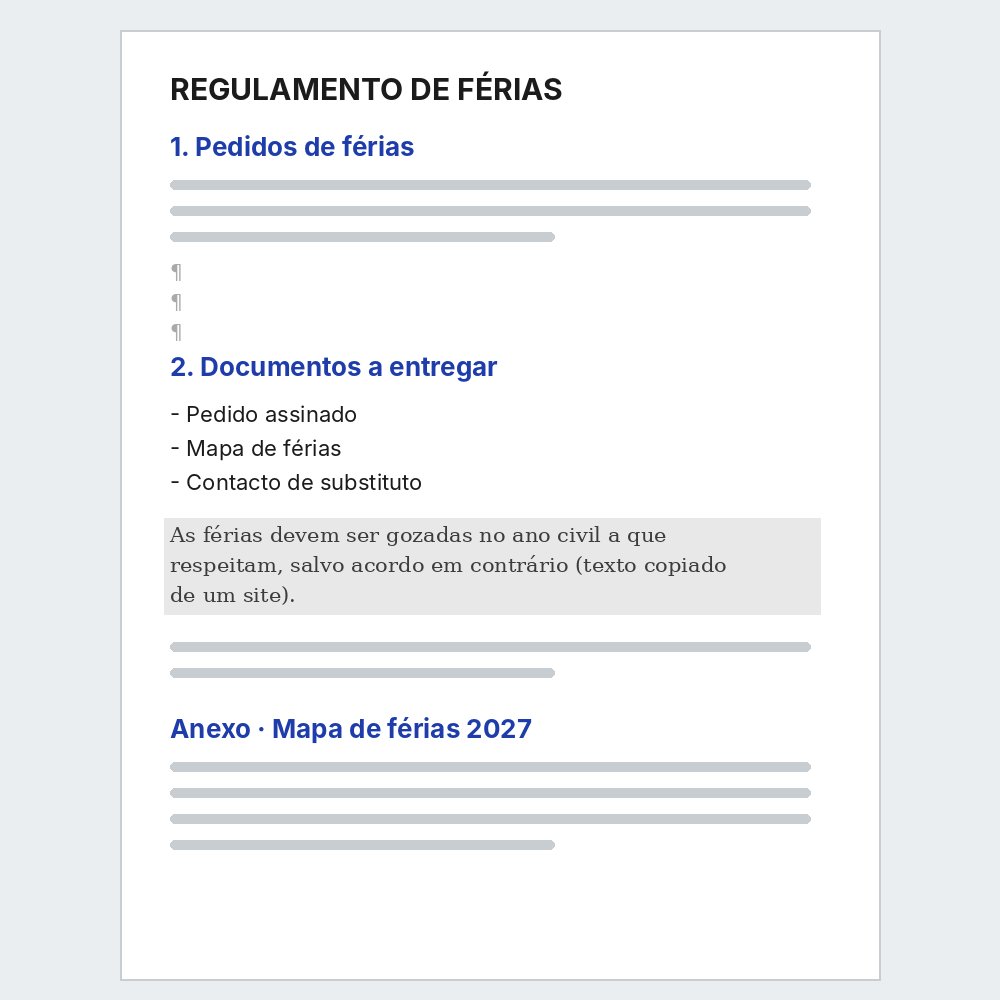 REGULAMENTO DE FÉRIAS
1. Pedidos de férias
¶
¶
¶
2. Documentos a entregar
- Pedido assinado
- Mapa de férias
- Contacto de substituto
As férias devem ser gozadas no ano civil a que
respeitam, salvo acordo em contrário (texto copiado
de um site).
Anexo · Mapa de férias 2027